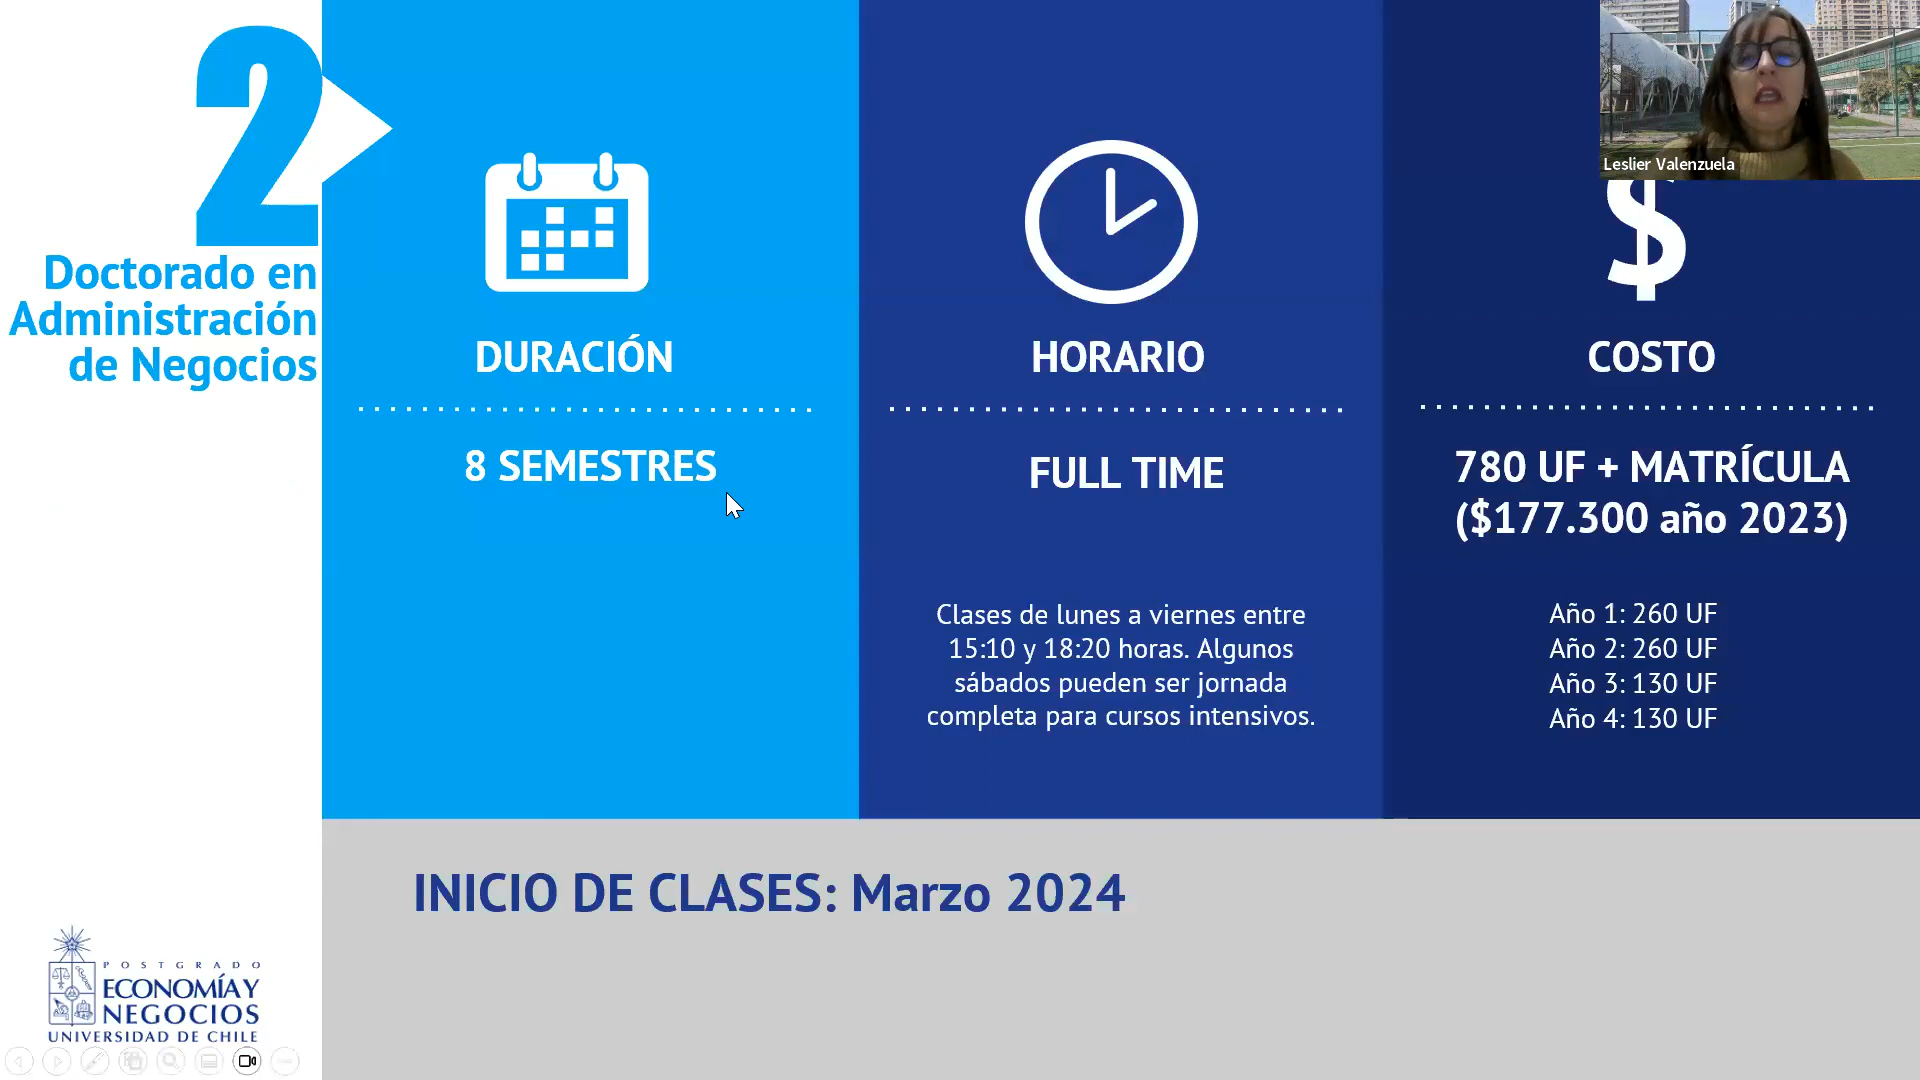 2
Doctorado en
Administración
de Negocios
DURACIÓN
8 SEMESTRES
HORARIO
FULL TIME
Clases de lunes a viernes entre
15:10 y 18:20 horas. Algunos
sábados pueden ser jornada
completa para cursos intensivos.
Leslier Valenzuela
$
COSTO
780 UF + MATRÍCULA
($177.300 año 2023)
Año 1: 260 UF
Año 2: 260 UF
Año 3: 130 UF
Año 4: 130 UF
INICIO DE CLASES: Marzo 2024
POSTGRADO
ECONOMÍA Y
NEGOCIOS
UNIVERSIDAD DE CHILE